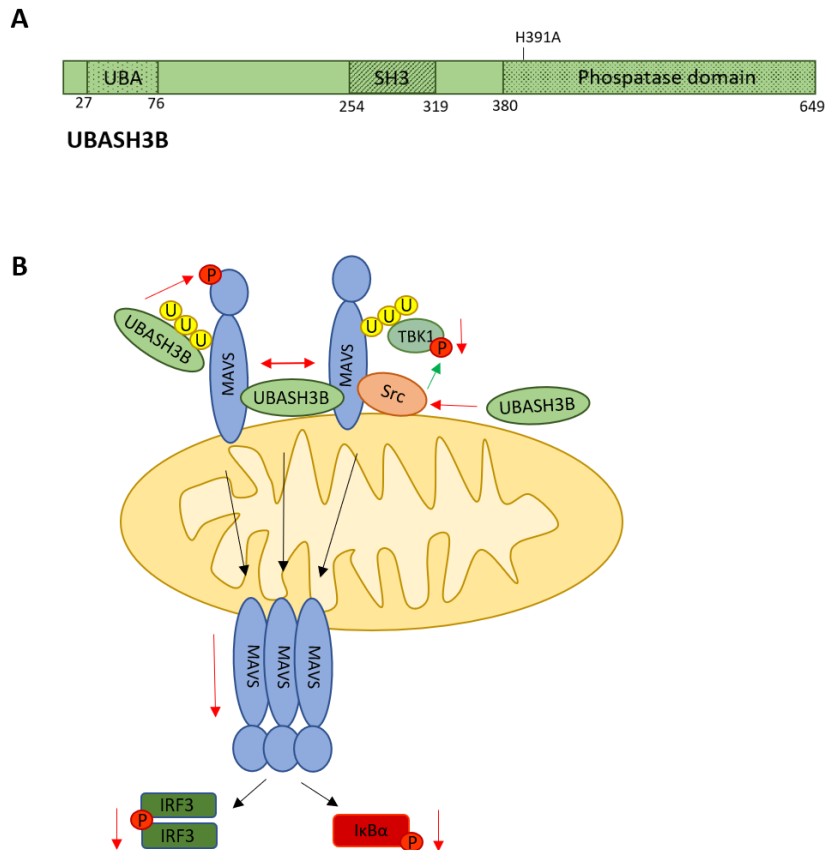 A
H391A
UBA
SH3
Phospatase domain
27
76
254
319
380
649
UBASH3B
B
P
U
U
U
UBASH3B
MAVS
UBASH3B
MAVS
U
U
U
TBK1
P
Src
UBASH3B
MAVS
MAVS
MAVS
IRF3
P
IRF3
IκBα
P